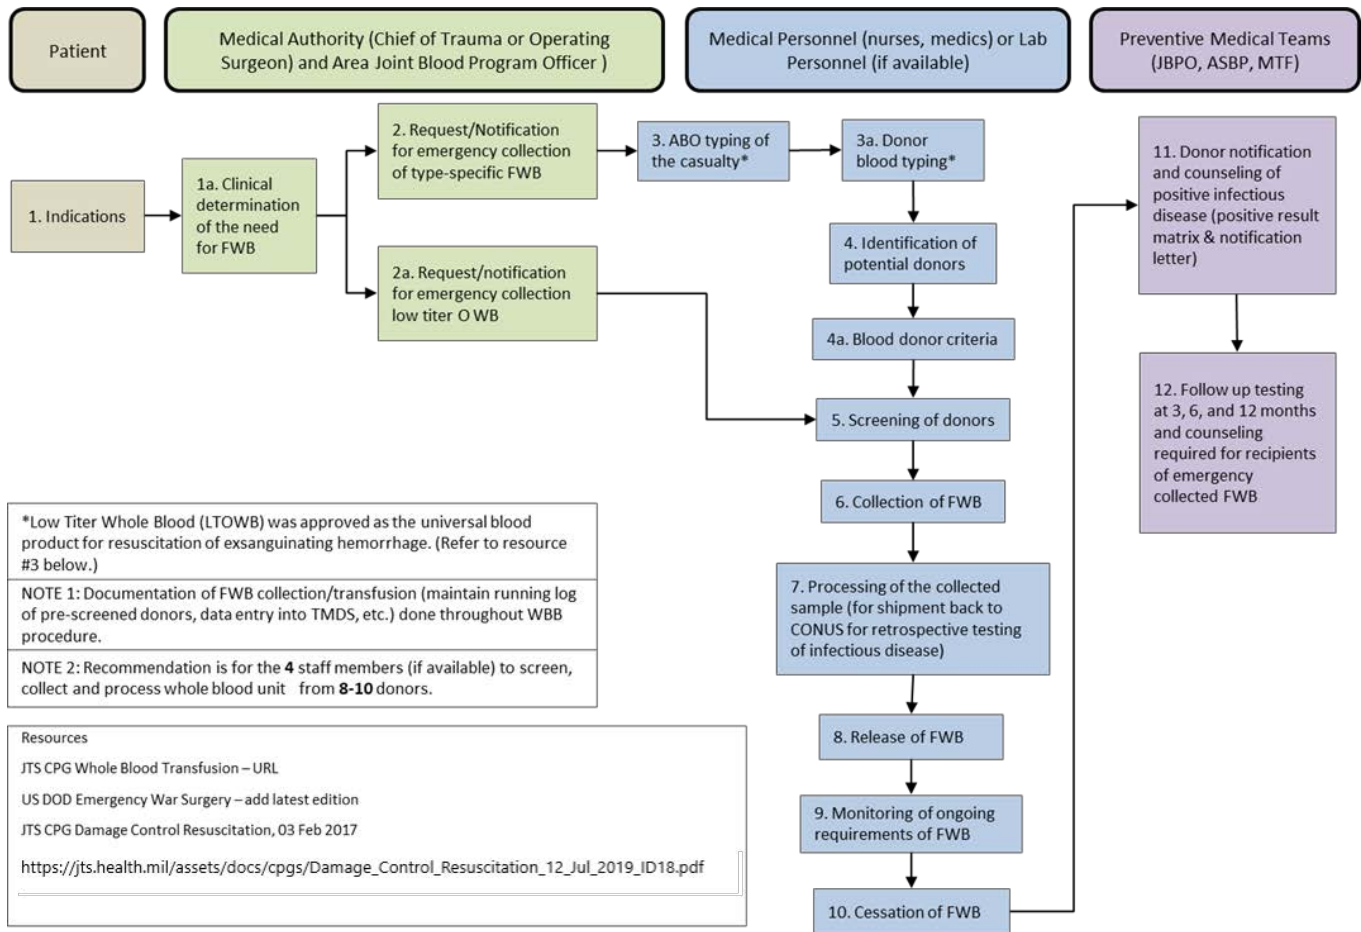 Patient
Medical Authority (Chief of Trauma or Operating
Surgeon) and Area Joint Blood Program Officer )
Medical Personnel (nurses, medics) or Lab
Personnel (if available)
Preventive Medical Teams
(JBPO, ASBP, MTF)
1. Indications
1a. Clinical
determination
of the need
for FWB
2. Request/Notification
for emergency collection
of type-specific FWB
2a. Request/notification
for emergency collection
low titer O WB
3. ABO typing of
the casualty*
3a. Donor
blood typing*
4. Identification of
potential donors
4a. Blood donor criteria
5. Screening of donors
6. Collection of FWB
7. Processing of the collected
sample (for shipment back to
CONUS for retrospective testing
of infectious disease)
8. Release of FWB
9. Monitoring of ongoing
requirements of FWB
10. Cessation of FWB
11. Donor notification
and counseling of
positive infectious
disease (positive result
matrix & notification
letter)
12. Follow up testing
at 3, 6, and 12 months
and counseling
required for recipients
of emergency
collected FWB
*Low Titer Whole Blood (LTOWB) was approved as the universal blood
product for resuscitation of exsanguinating hemorrhage. (Refer to resource
#3 below.)
NOTE 1: Documentation of FWB collection/transfusion (maintain running log
of pre-screened donors, data entry into TMDS, etc.) done throughout WBB
procedure.
NOTE 2: Recommendation is for the 4 staff members (if available) to screen,
collect and process whole blood unit from 8-10 donors.
Resources
JTS CPG Whole Blood Transfusion – URL
US DOD Emergency War Surgery – add latest edition
JTS CPG Damage Control Resuscitation, 03 Feb 2017
https://jts.health.mil/assets/docs/cpgs/Damage_Control_Resuscitation_12_Jul_2019_ID18.pdf